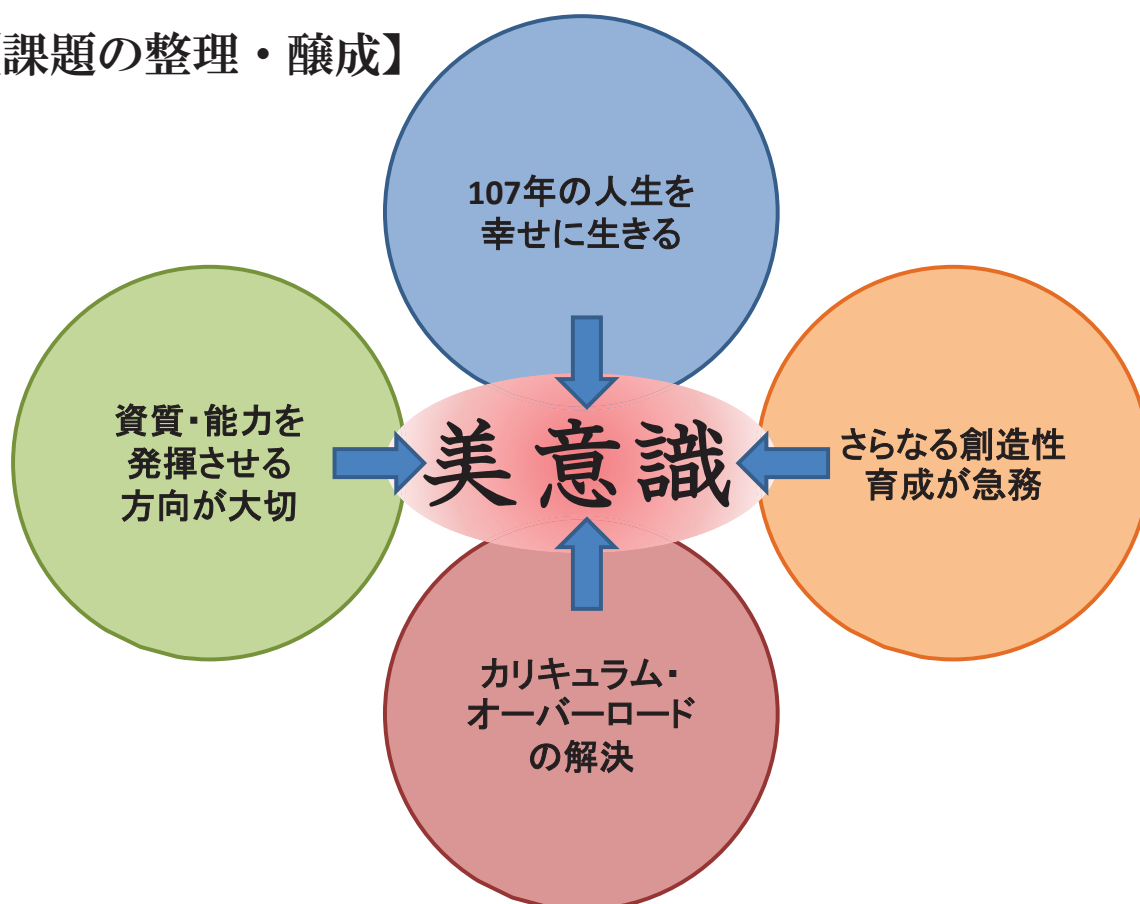 【課題の整理・醸成】
107年の人生を
幸せに生きる
資質・能力を
発揮させる
方向が大切
美意識
さらなる創造性
育成が急務
カリキュラム・
オーバーロード
の解決